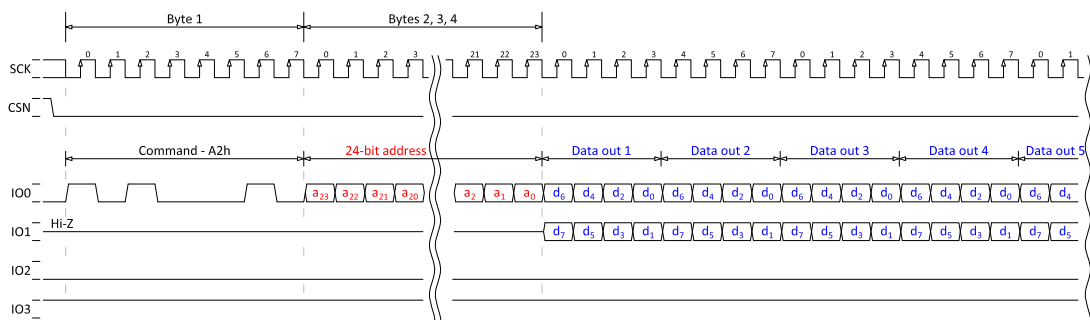 Byte 1 Bytes 2, 3, 4
0 1 2 3 4 5 6 7 0 1 2 3 21 22 23 0 1 2 3 4 5 6 7 0 1 2 3 4 5 6 7 0 1
SCK
CSN
Command - A2h 24-bit address Data out 1 Data out 2 Data out 3 Data out 4 Data out 5
IO0 a23 a22 a21 a20 a2 a1 a0 d6 d4 d2 d0 d6 d4 d2 d0 d6 d4 d2 d0 d6 d4 d2 d0 d6 d4
Hi-Z
IO1 d7 d5 d3 d1 d7 d5 d3 d1 d7 d5 d3 d1 d7 d5 d3 d1 d7 d5
IO2
IO3